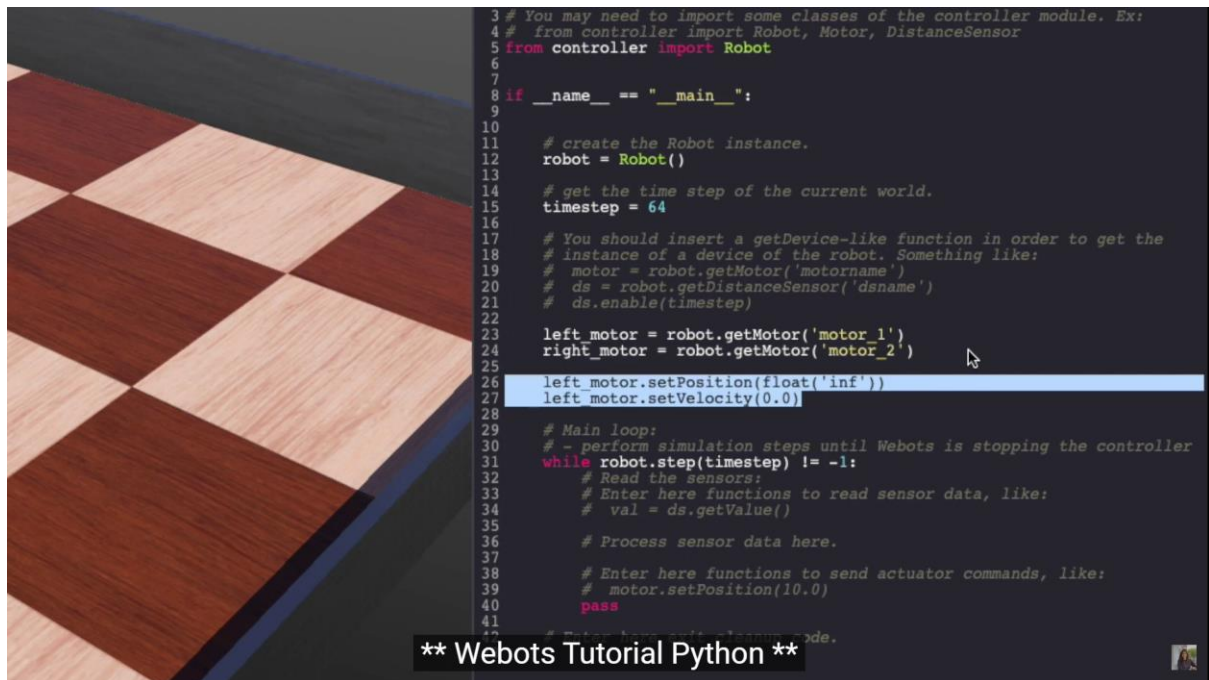 3 # You may need to import some classes of the controller module. Ex:
4 #  from controller import Robot, Motor, DistanceSensor
5 from controller import Robot
6
7
8 if __name__ == "__main__":
9
10
11     # create the Robot instance.
12     robot = Robot()
13
14     # get the time step of the current world.
15     timestep = 64
16
17     # You should insert a getDevice-like function in order to get the
18     # instance of a device of the robot. Something like:
19     #  motor = robot.getMotor('motorname')
20     #  ds = robot.getDistanceSensor('dsname')
21     #  ds.enable(timestep)
22
23     left_motor = robot.getMotor('motor_1')
24     right_motor = robot.getMotor('motor_2')
25
26     left_motor.setPosition(float('inf'))
27     left_motor.setVelocity(0.0)
28
29     # Main loop:
30     # - perform simulation steps until Webots is stopping the controller
31     while robot.step(timestep) != -1:
32         # Read the sensors:
33         # Enter here functions to read sensor data, like:
34         #  val = ds.getValue()
35
36         # Process sensor data here.
37
38         # Enter here functions to send actuator commands, like:
39         #  motor.setPosition(10.0)
40         pass
41
42     # Enter here exit cleanup code.
** Webots Tutorial Python **